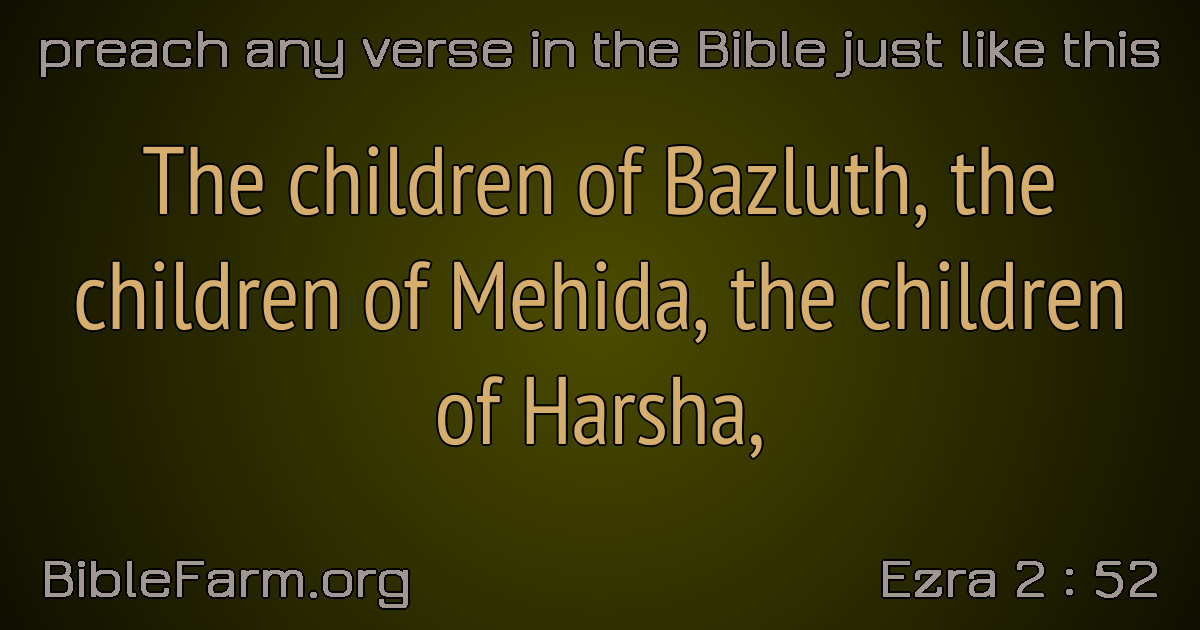 preach any verse in the Bible just like this
The children of Bazluth, the
children of Mehida, the children
of Harsha,
BibleFarm.org
Ezra 2 : 52